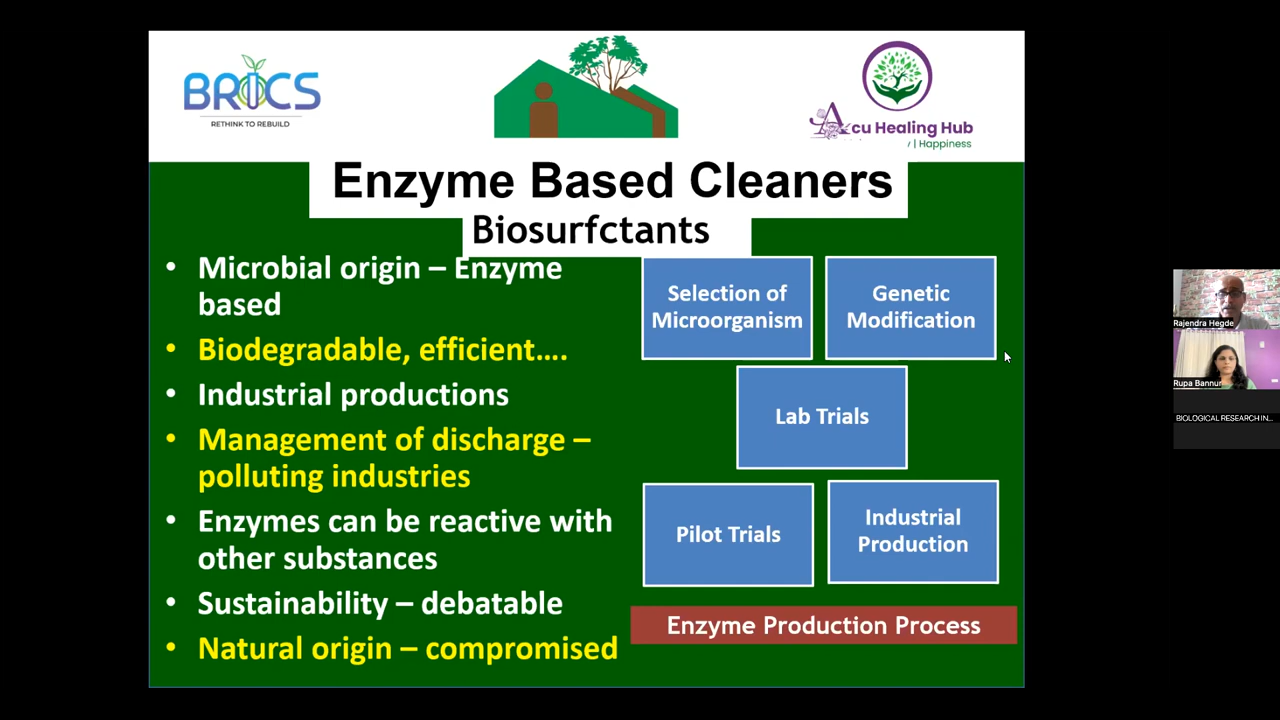 BRICS
RETHINK TO REBUILD
Acu Healing Hub
| Happiness
Enzyme Based Cleaners
Biosurfctants
• Microbial origin – Enzyme
based
• Biodegradable, efficient….
• Industrial productions
• Management of discharge –
polluting industries
• Enzymes can be reactive with
other substances
• Sustainability – debatable
• Natural origin – compromised
Selection of
Microorganism
Genetic
Modification
Lab Trials
Pilot Trials
Industrial
Production
Enzyme Production Process
Rajendra Hegde
Rupa Bannur
BIOLOGICAL RESEARCH IN...